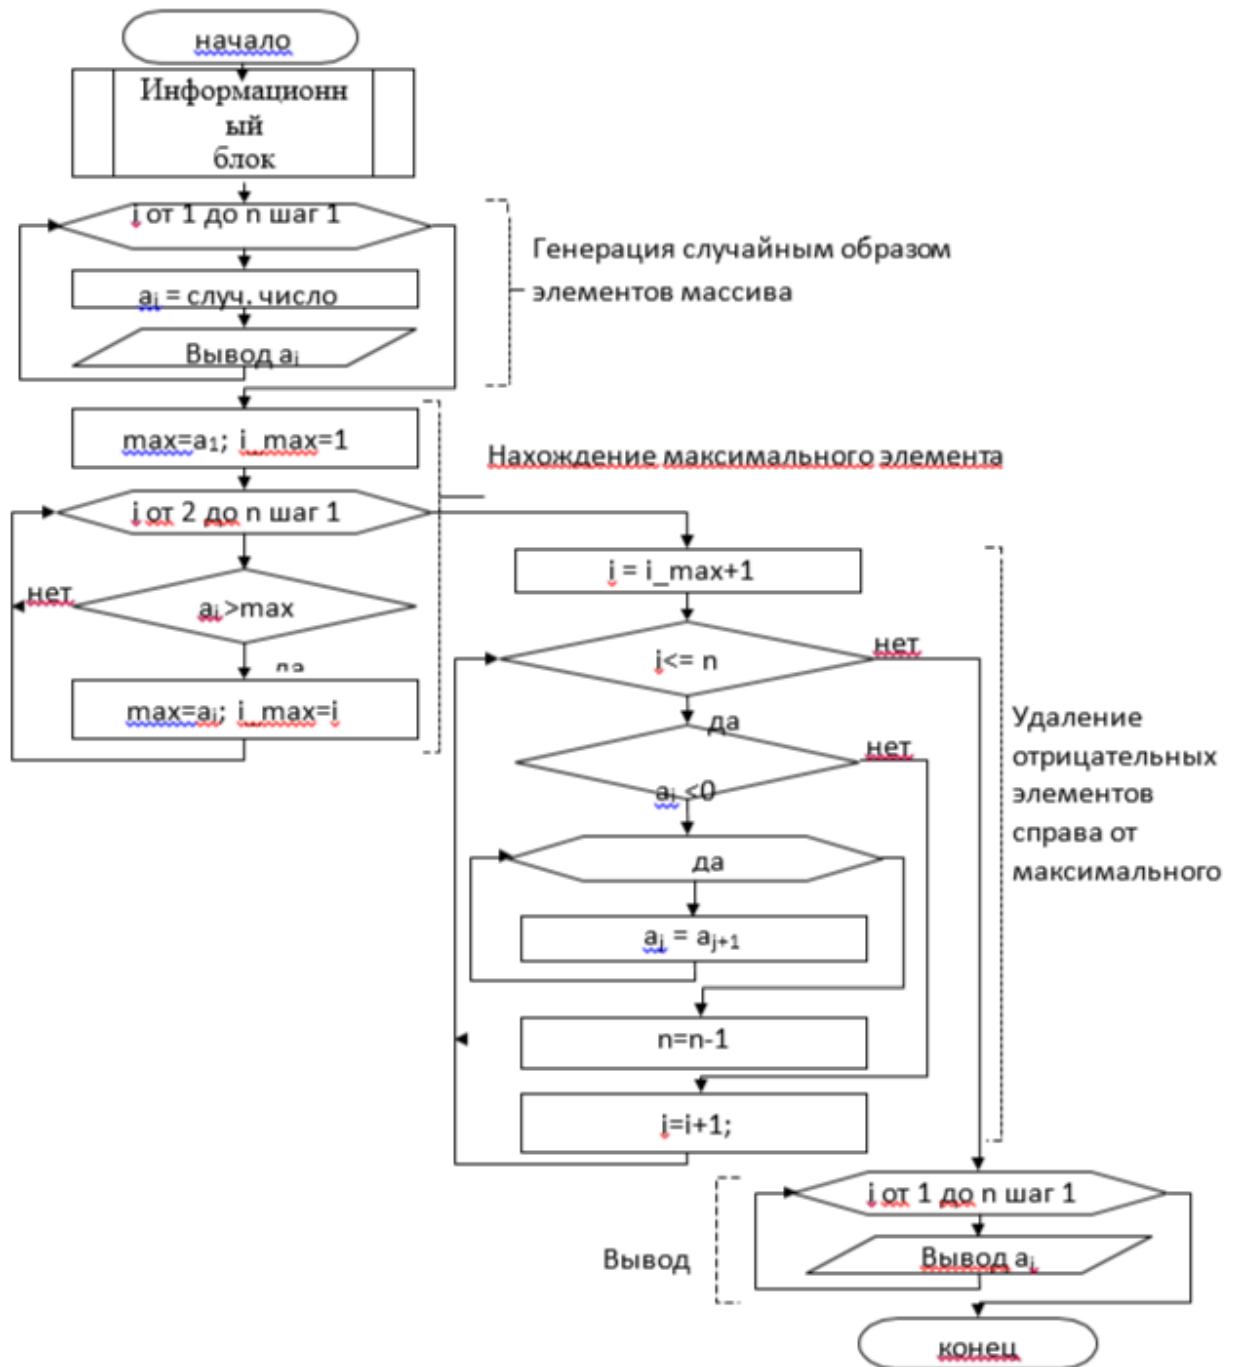 начало
Информационн
ый
блок
i от 1 до n шаг 1
ai = случ. число
Вывод ai
Генерация случайным образом
элементов массива
max=a1; i_max=1
Нахождение максимального элемента
i от 2 до n шаг 1
нет
ai>max
да
max=ai; i_max=i
i = i_max+1
i<= n
нет
да
нет
ai <0
да
aj = aj+1
n=n-1
i=i+1;
Удаление
отрицательных
элементов
справа от
максимального
i от 1 до n шаг 1
Вывод ai
Вывод
конец